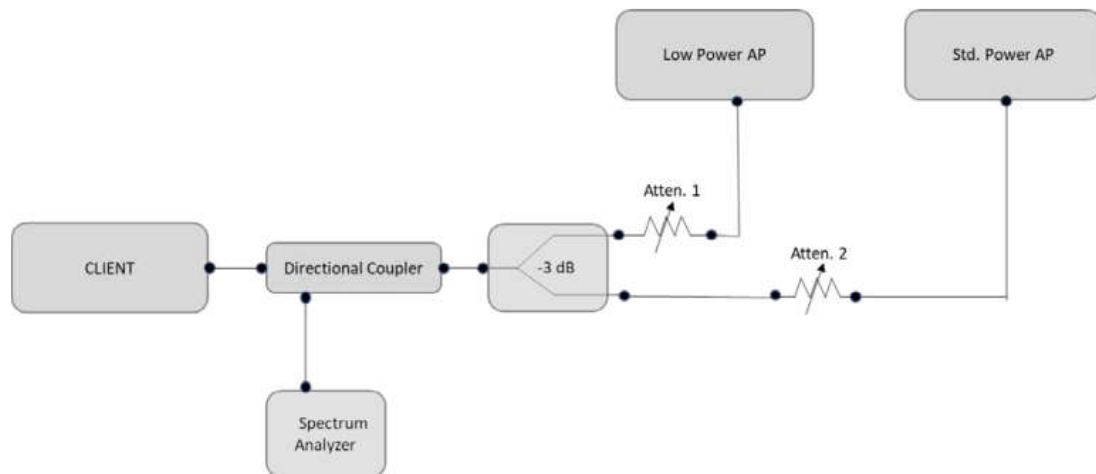 Low Power AP
Std. Power AP
Atten. 1
Atten. 2
CLIENT
Directional Coupler
-3 dB
Spectrum
Analyzer